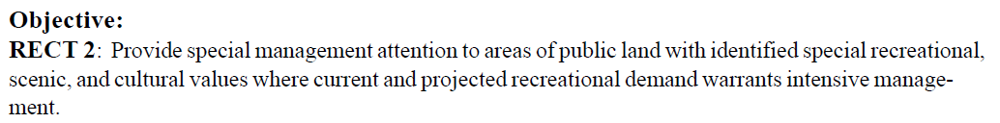 Objective:
RECT 2: Provide special management attention to areas of public land with identified special recreational,
scenic, and cultural values where current and projected recreational demand warrants intensive manage-
ment.